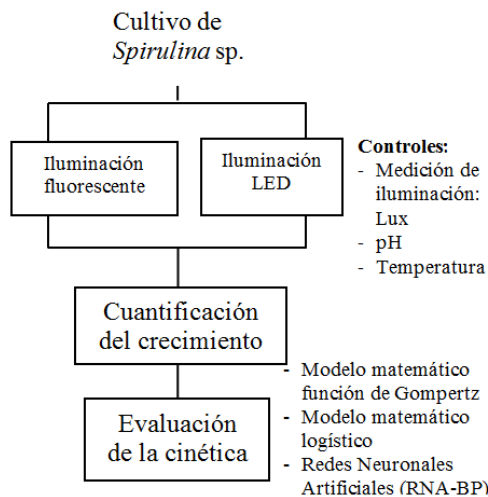 Cultivo de
Spirulina sp.
Iluminación
fluorescente
Iluminación
LED
Controles:
- Medición de
iluminación:
Lux
- pH
- Temperatura
Cuantificación
del crecimiento
Evaluación
de la cinética
- Modelo matemático
función de Gompertz
- Modelo matemático
logístico
- Redes Neuronales
Artificiales (RNA-BP)